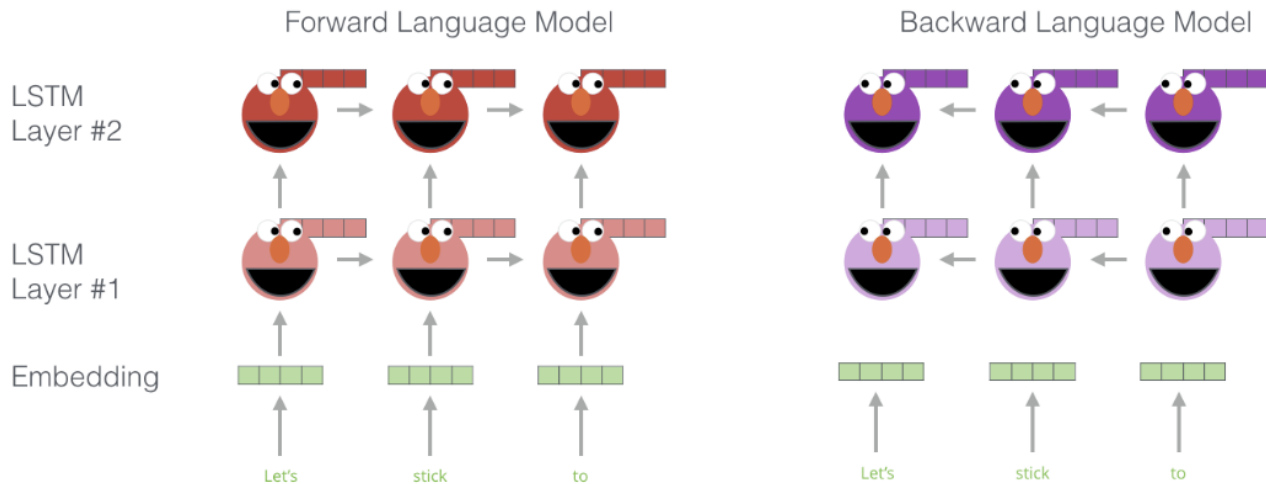 Forward Language Model
Backward Language Model
LSTM
Layer #2
LSTM
Layer #1
Embedding
Let's
stick
to
Let's
stick
to